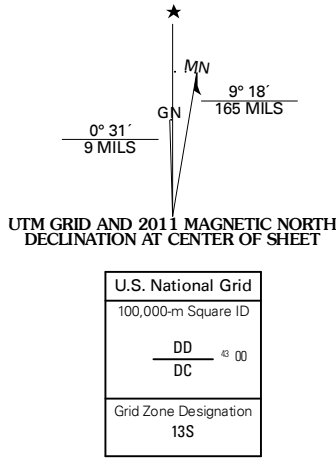 ★
MN
GN
9° 18´
165 MILS
0° 31´
9 MILS
UTM GRID AND 2011 MAGNETIC NORTH
DECLINATION AT CENTER OF SHEET
U.S. National Grid
100,000-m Square ID
DD
43 00
DC
Grid Zone Designation
13S